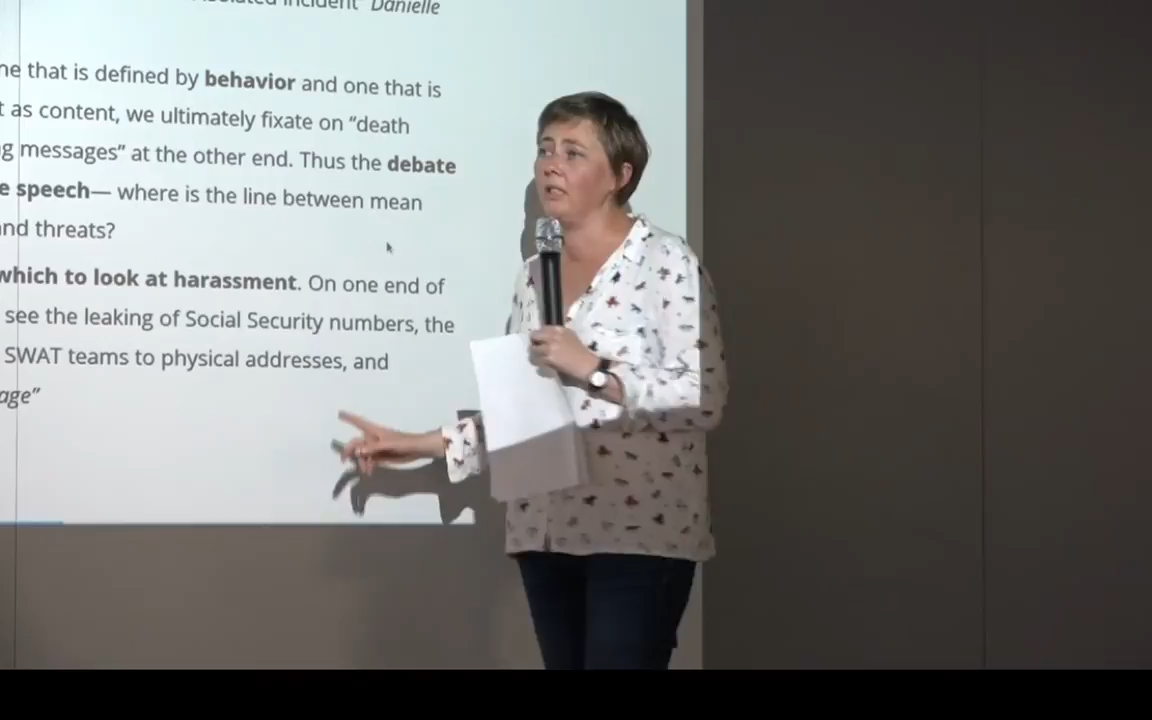 incident" Danielle
ne that is defined by behavior and one that is
t as content, we ultimately fixate on “death
g messages” at the other end. Thus the debate
e speech— where is the line between mean
nd threats?
which to look at harassment. On one end of
see the leaking of Social Security numbers, the
SWAT teams to physical addresses, and
age”